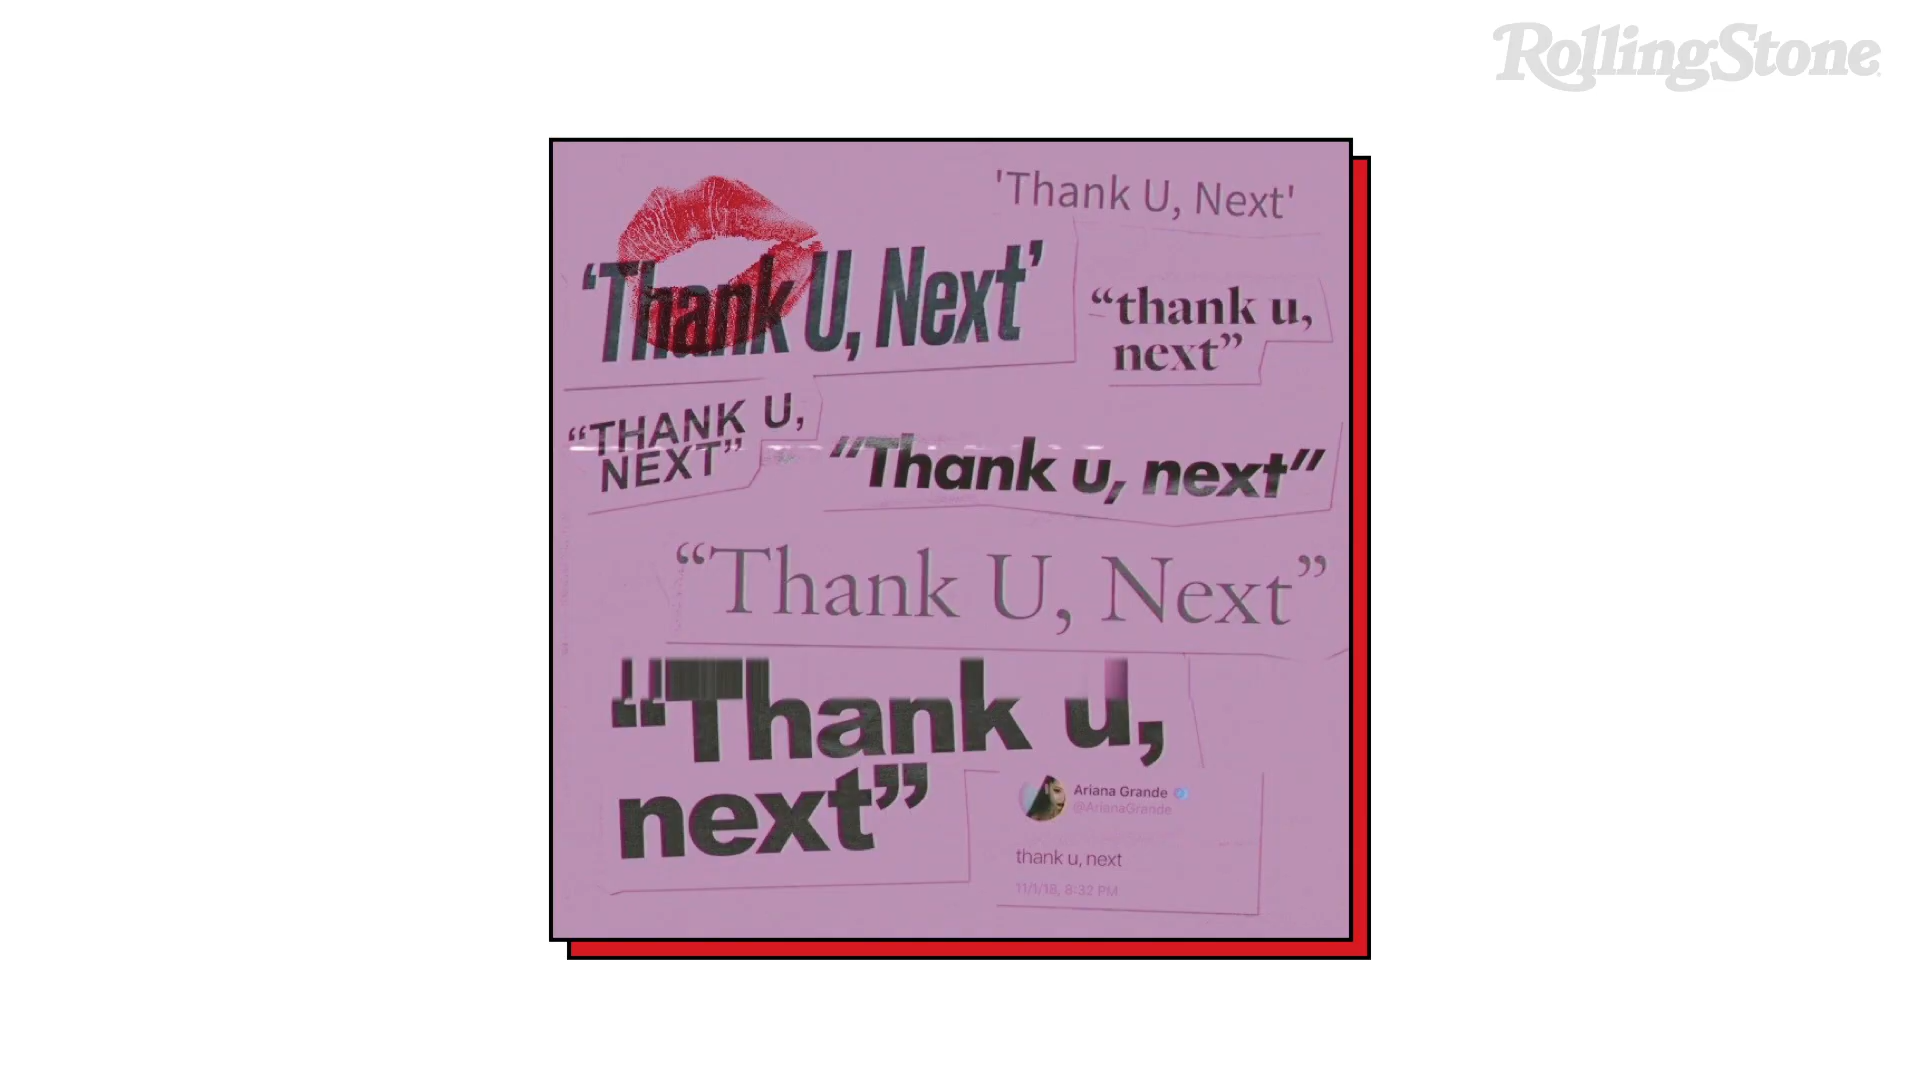 RollingStone
'Thank U, Next'
‘Thank U, Next’
“thank u,
next”
“THANK U,
NEXT”
“Thank u, next”
“Thank U, Next”
“Thank u,
next”
Ariana Grande
@ArianaGrande
thank u, next
11/1/18, 8:32 PM